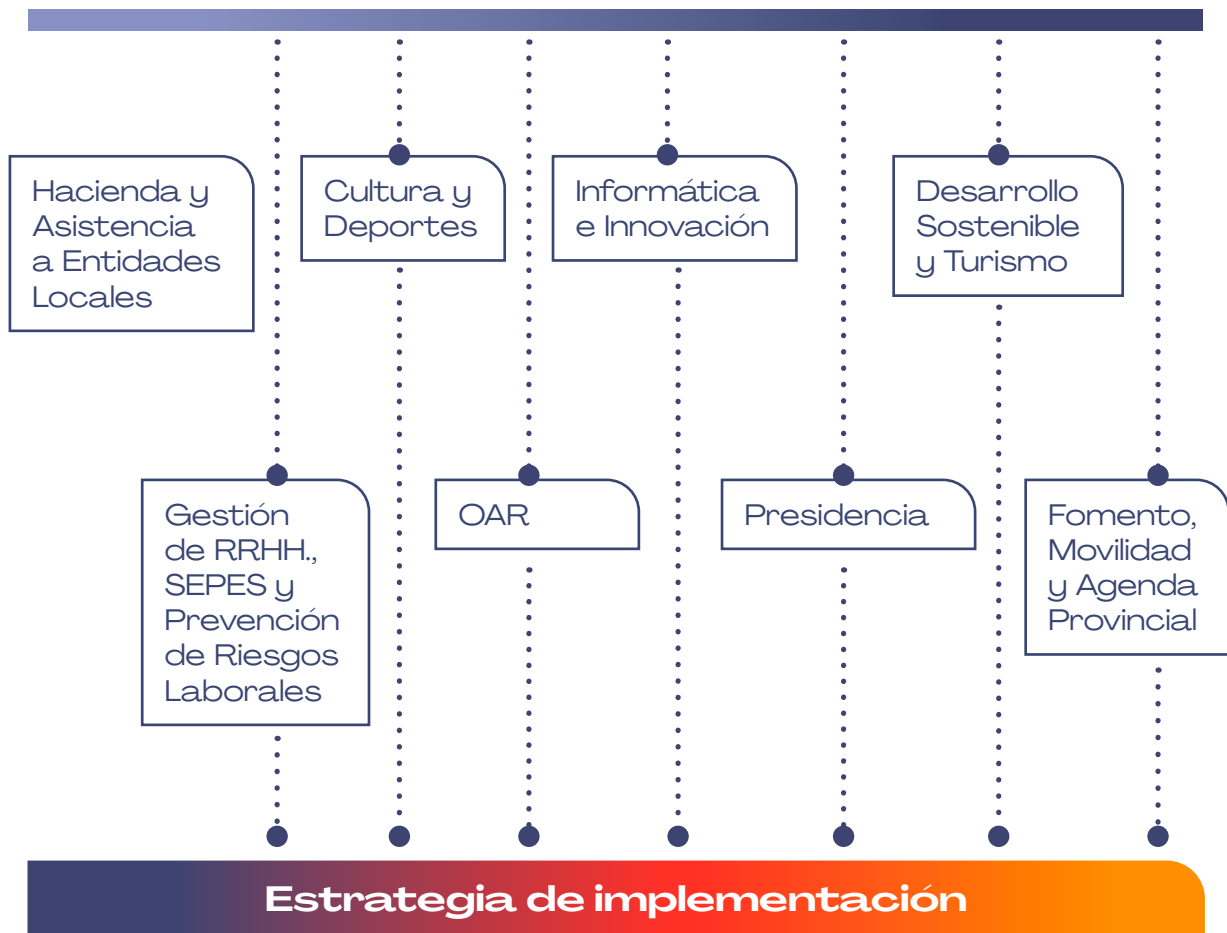 Hacienda y
Asistencia
a Entidades
Locales
Cultura y
Deportes
Informática
e Innovación
Desarrollo
Sostenible
y Turismo
Gestión
de RRHH.,
SEPES y
Prevención
de Riesgos
Laborales
OAR
Presidencia
Fomento,
Movilidad
y Agenda
Provincial
Estrategia de implementación